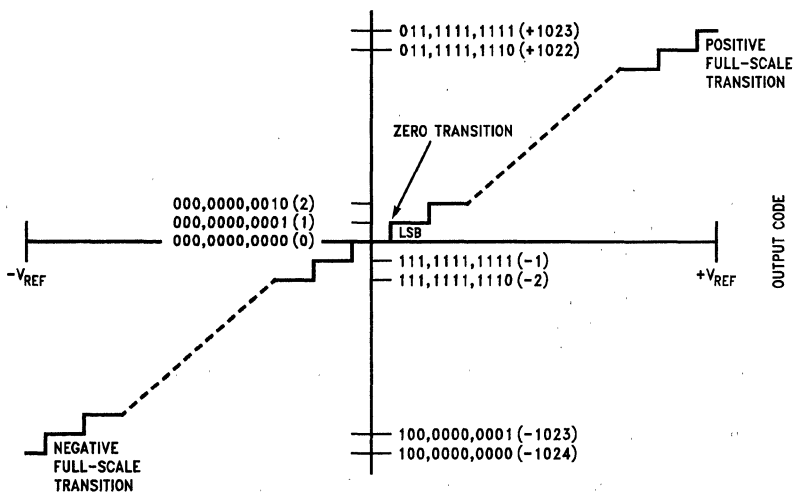 011,1111,1111 (+1023)
011,1111,1110 (+1022)
POSITIVE
FULL-SCALE
TRANSITION
ZERO TRANSITION
000,0000,0010 (2)
000,0000,0001 (1)
000,0000,0000 (0)
LSB
111,1111,1111 (-1)
111,1111,1110 (-2)
-VREF
+VREF
OUTPUT CODE
100,0000,0001 (-1023)
100,0000,0000 (-1024)
NEGATIVE
FULL-SCALE
TRANSITION